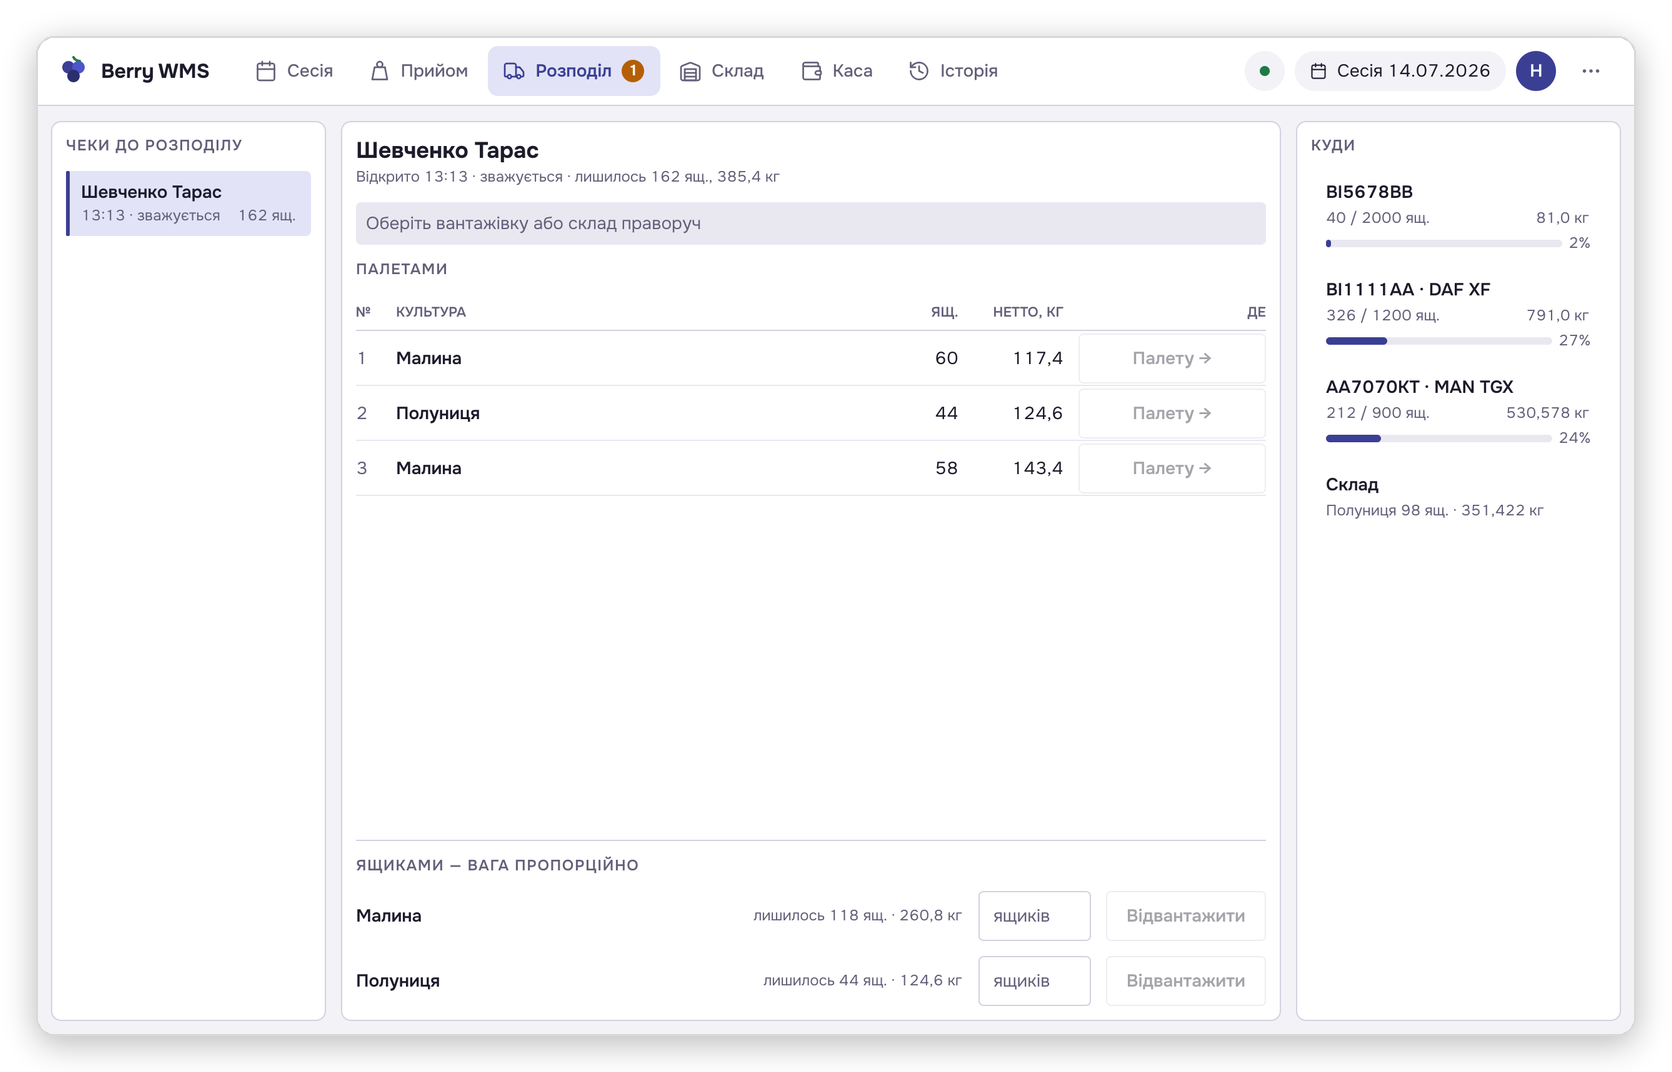 Berry WMS
Сесія
Прийом
Розподіл 1
Склад
Каса
Історія
Сесія 14.07.2026
Н
ЧЕКИ ДО РОЗПОДІЛУ
Шевченко Тарас
13:13 · зважується 162 ящ.
Шевченко Тарас
Відкрито 13:13 · зважується · лишилось 162 ящ., 385,4 кг
Оберіть вантажівку або склад праворуч
ПАЛЕТАМИ
№ КУЛЬТУРА ЯЩ. НЕТТО, КГ ДЕ
1 Малина 60 117,4 Палету →
2 Полуниця 44 124,6 Палету →
3 Малина 58 143,4 Палету →
ЯЩИКАМИ — ВАГА ПРОПОРЦІЙНО
Малина лишилось 118 ящ. · 260,8 кг ящиків Відвантажити
Полуниця лишилось 44 ящ. · 124,6 кг ящиків Відвантажити
КУДИ
ВІ5678ВВ
40 / 2000 ящ. 81,0 кг
2%
ВІ1111АА · DAF XF
326 / 1200 ящ. 791,0 кг
27%
АА7070КТ · MAN TGX
212 / 900 ящ. 530,578 кг
24%
Склад
Полуниця 98 ящ. · 351,422 кг